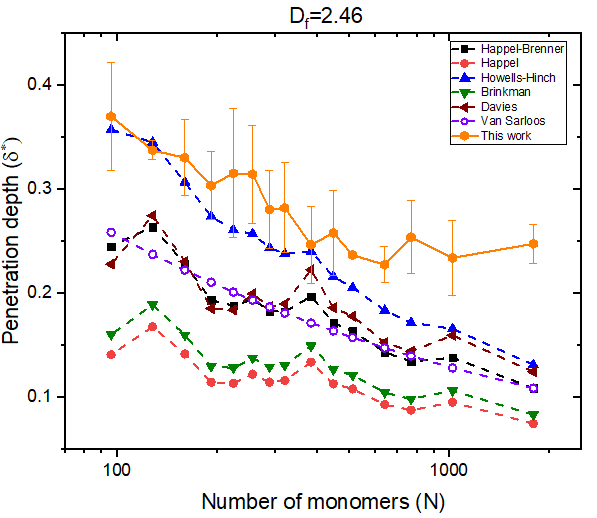 D_f=2.46
Happel-Brenner
Happel
Howells-Hinch
Brinkman
Davies
Van Sarloos
This work
Penetration depth (δ*)
0.4
0.3
0.2
0.1
100
1000
Number of monomers (N)